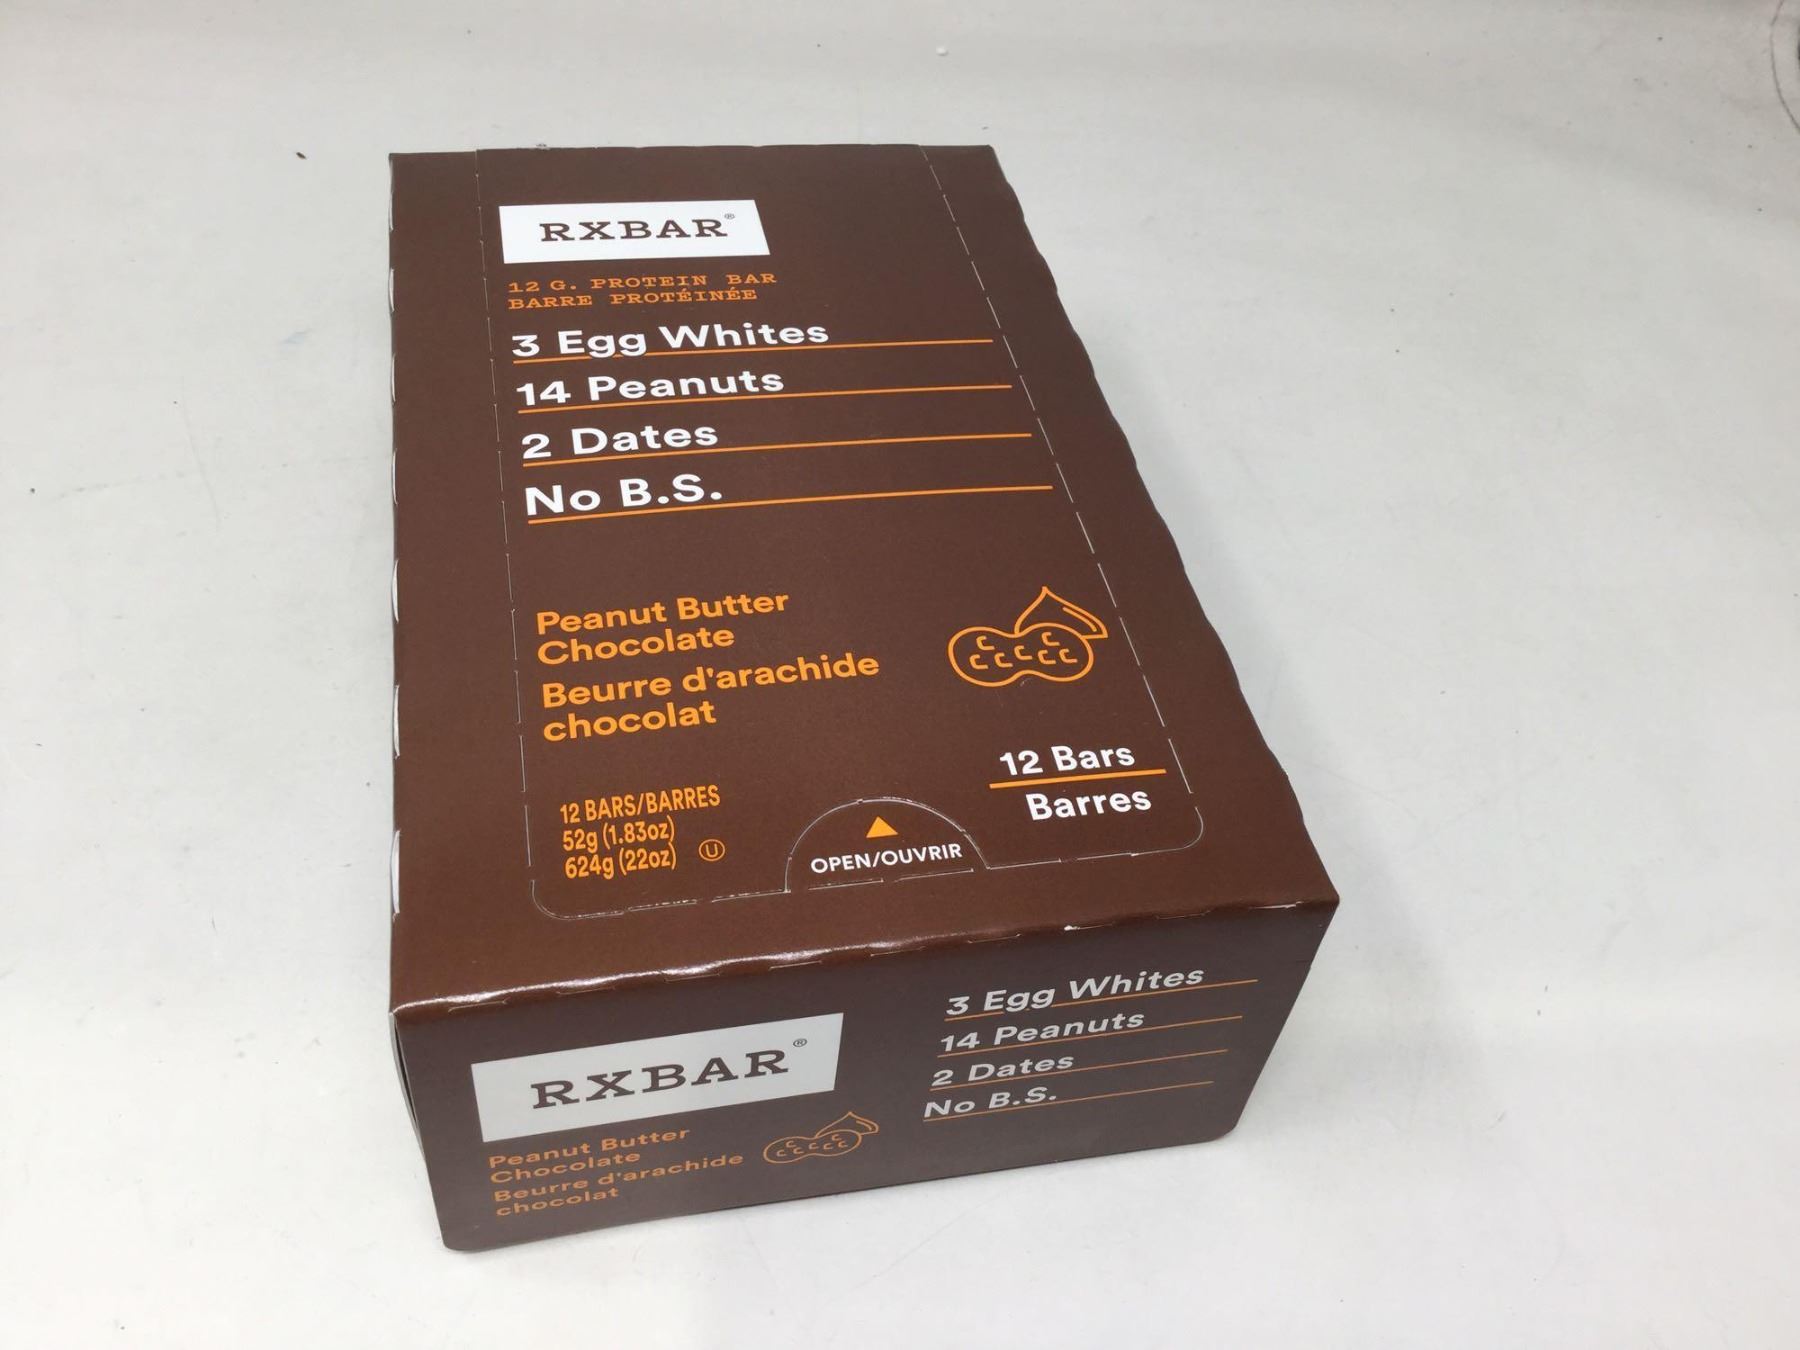 RXBAR®
12 G. PROTEIN BAR
BARRE PROTÉINÉE
3 Egg Whites
14 Peanuts
2 Dates
No B.S.
Peanut Butter
Chocolate
Beurre d'arachide
chocolat
C C
C C C C C
12 Bars
Barres
12 BARS/BARRES
52g (1.83oz)
624g (22oz) U
OPEN/OUVRIR
RXBAR®
Peanut Butter
Chocolate
Beurre d'arachide
chocolat
C C
C C C C C
3 Egg Whites
14 Peanuts
2 Dates
No B.S.